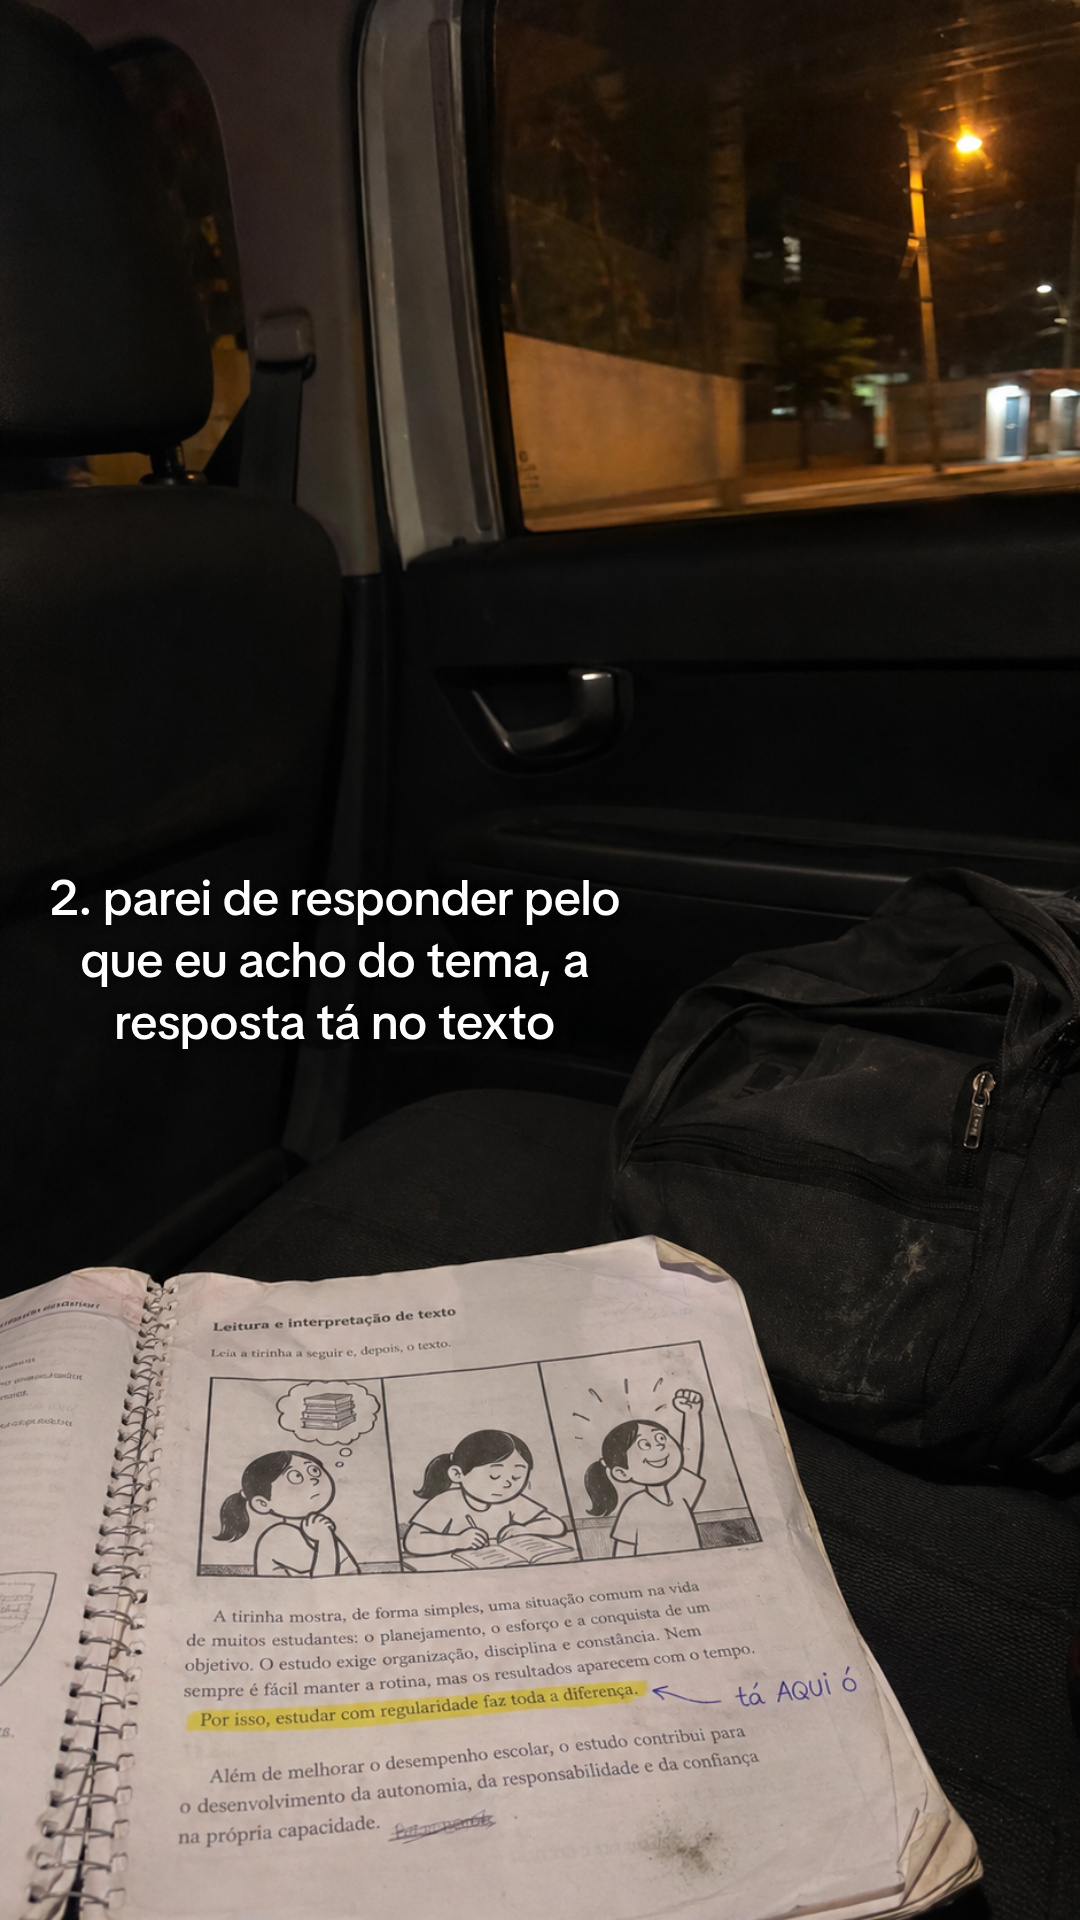 2. parei de responder pelo
que eu acho do tema, a
resposta tá no texto
Leitura e interpretação de texto
Leia a tirinha a seguir e, depois, o texto.
A tirinha mostra, de forma simples, uma situação comum na vida
de muitos estudantes: o planejamento, o esforço e a conquista de um
objetivo. O estudo exige organização, disciplina e constância. Nem
sempre é fácil manter a rotina, mas os resultados aparecem com o tempo.
Por isso, estudar com regularidade faz toda a diferença.
tá AQUI Ó
Além de melhorar o desempenho escolar, o estudo contribui para
o desenvolvimento da autonomia, da responsabilidade e da confiança
na própria capacidade.